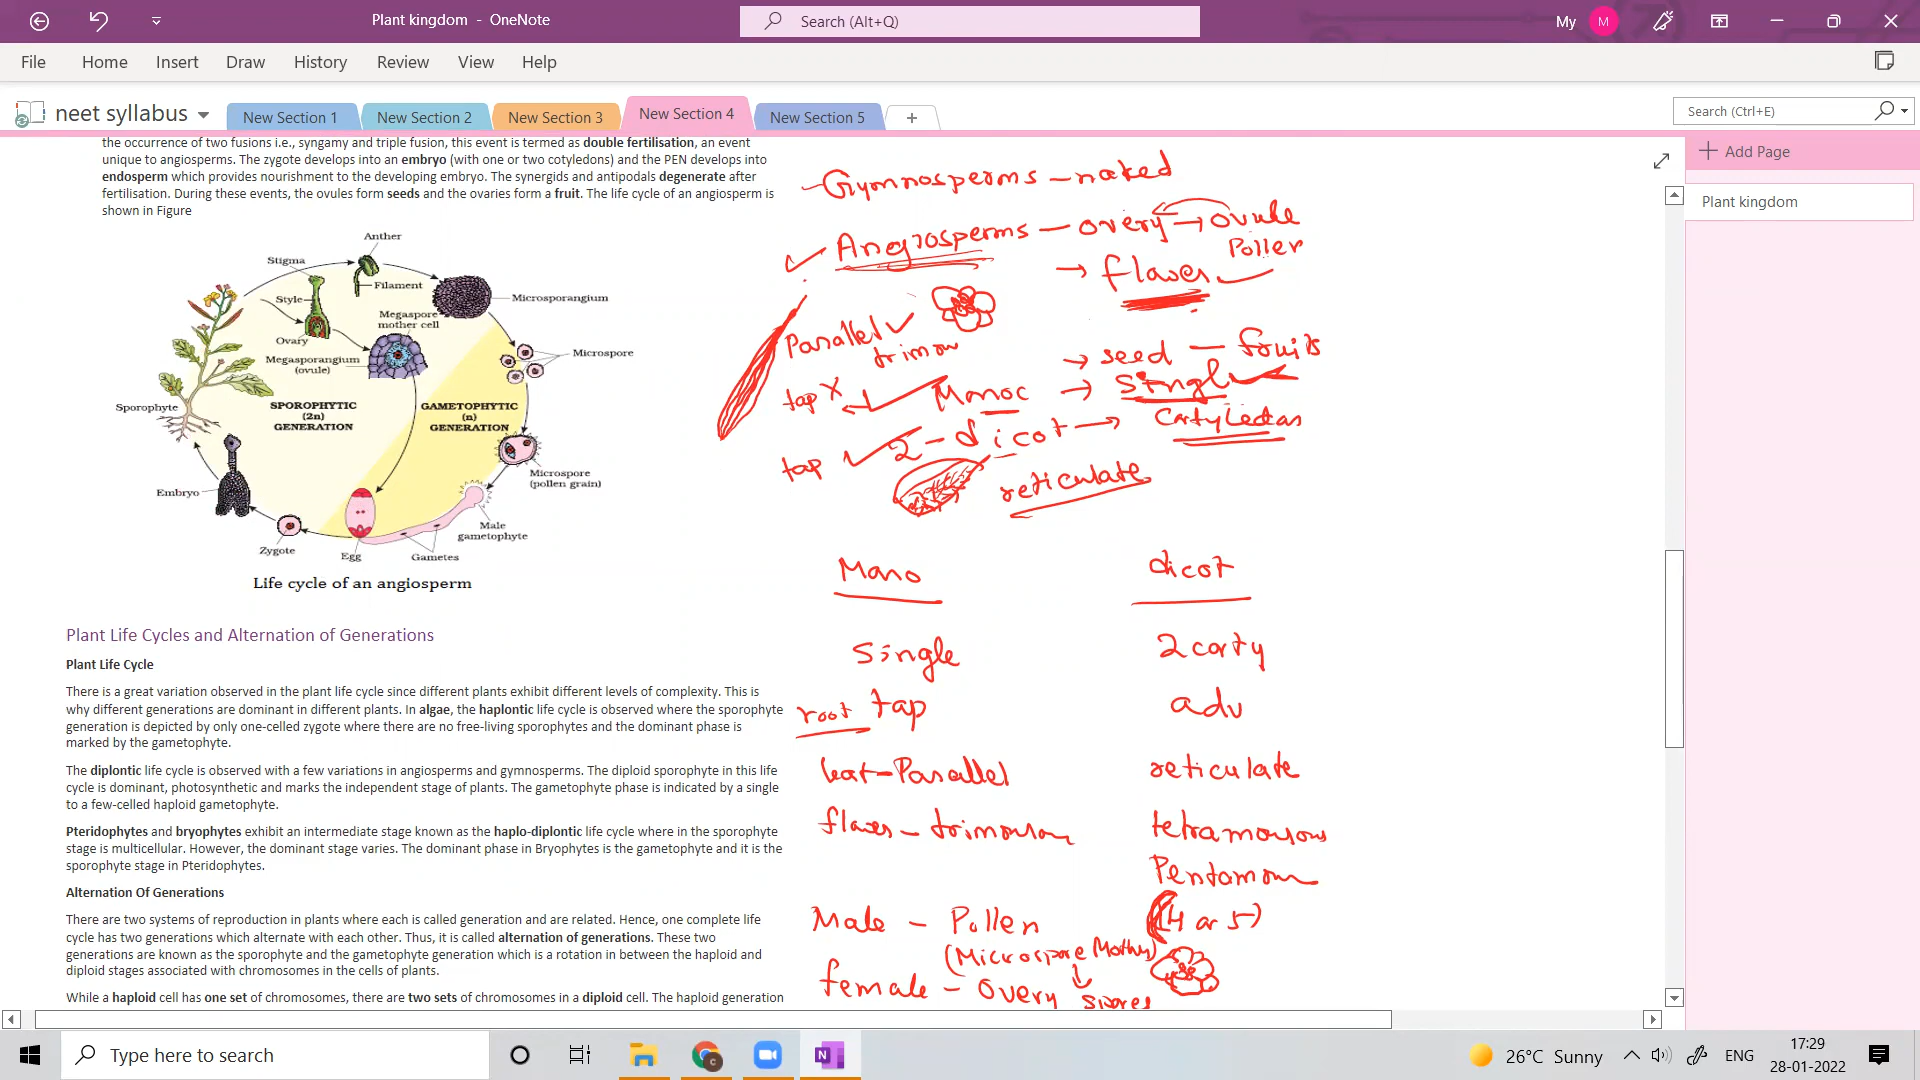 Plant kingdom - OneNote
Search (Alt+Q)
My
M
File Home Insert Draw History Review View Help
neet syllabus
New Section 1
New Section 2
New Section 3
New Section 4
New Section 5
+
Search (Ctrl+E)
Add Page
Plant kingdom
the occurrence of two fusions i.e., syngamy and triple fusion, this event is termed as double fertilisation, an event
unique to angiosperms. The zygote develops into an embryo (with one or two cotyledons) and the PEN develops into
endosperm which provides nourishment to the developing embryo. The synergids and antipodals degenerate after
fertilisation. During these events, the ovules form seeds and the ovaries form a fruit. The life cycle of an angiosperm is
shown in Figure
Anther
Stigma
Filament
Style
Microsporangium
Megaspore
mother cell
Ovary
Megasporangium
(ovule)
Microspore
Sporophyte
SPOROPHYTIC
(2n)
GENERATION
GAMETOPHYTIC
(n)
GENERATION
Microspore
(pollen grain)
Embryo
Male
gametophyte
Zygote
Egg
Gametes
Life cycle of an angiosperm
Plant Life Cycles and Alternation of Generations
Plant Life Cycle
There is a great variation observed in the plant life cycle since different plants exhibit different levels of complexity. This is
why different generations are dominant in different plants. In algae, the haplontic life cycle is observed where the sporophyte
generation is depicted by only one-celled zygote where there are no free-living sporophytes and the dominant phase is
marked by the gametophyte.
The diplontic life cycle is observed with a few variations in angiosperms and gymnosperms. The diploid sporophyte in this life
cycle is dominant, photosynthetic and marks the independent stage of plants. The gametophyte phase is indicated by a single
to a few-celled haploid gametophyte.
Pteridophytes and bryophytes exhibit an intermediate stage known as the haplo-diplontic life cycle where in the sporophyte
stage is multicellular. However, the dominant stage varies. The dominant phase in Bryophytes is the gametophyte and it is the
sporophyte stage in Pteridophytes.
Alternation Of Generations
There are two systems of reproduction in plants where each is called generation and are related. Hence, one complete life
cycle has two generations which alternate with each other. Thus, it is called alternation of generations. These two
generations are known as the sporophyte and the gametophyte generation which is a rotation in between the haploid and
diploid stages associated with chromosomes in the cells of plants.
While a haploid cell has one set of chromosomes, there are two sets of chromosomes in a diploid cell. The haploid generation
Gymnosperms - naked
Angiosperms - overy → ovule
→ flawer
Parallel
→ seed - fruits
tap x Monoc → Single
tap 2 - dicot →
reticulate
Mano dicot
Single 2 coty
root tap adv
Parallel reticulate
Male - Pollen (4 or 5)
female - overy spores
Type here to search
26°C Sunny
ENG
17:29
28-01-2022